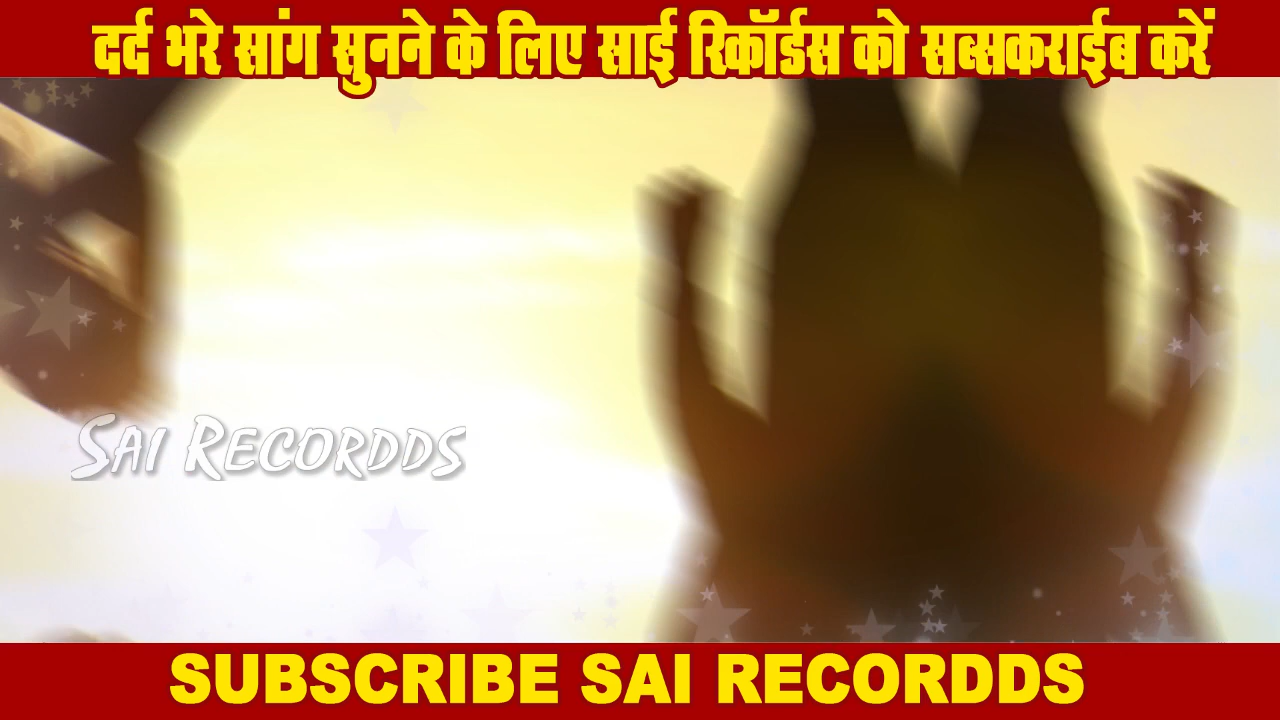 दर्द भरे सांग सुनने के लिए साई रिकॉर्डस को सब्सकराईब करें
SAI RECORDDS
SUBSCRIBE SAI RECORDDS